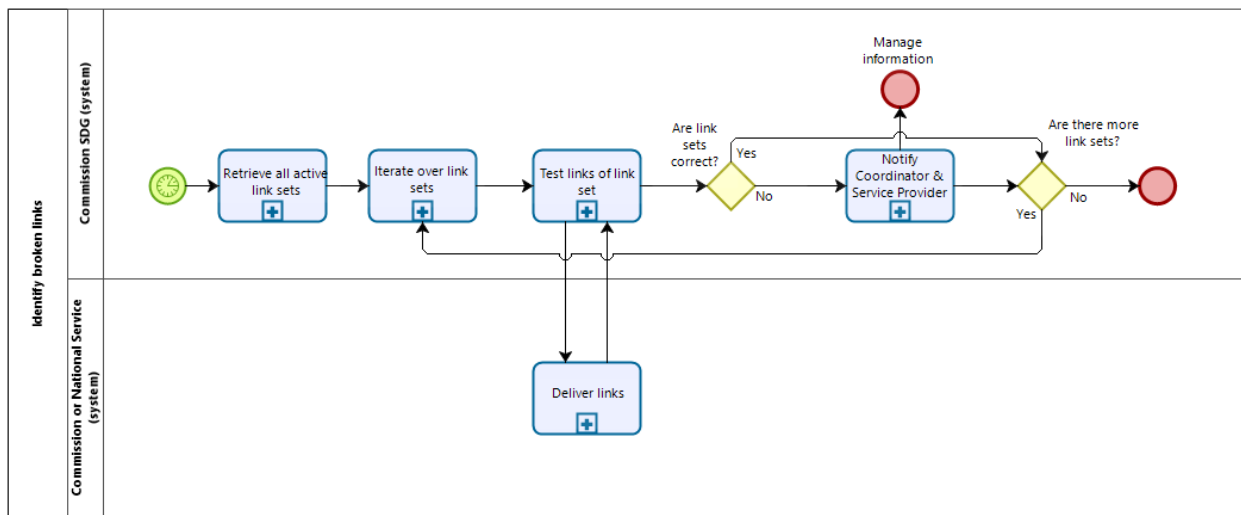 Identify broken links
Commission SDG (system)
Retrieve all active
link sets
Iterate over link
sets
Test links of link
set
Are link
sets
correct?
Yes
No
Manage
information
Notify
Coordinator &
Service Provider
Are there more
link sets?
No
Yes
Commission or National Service
(system)
Deliver links